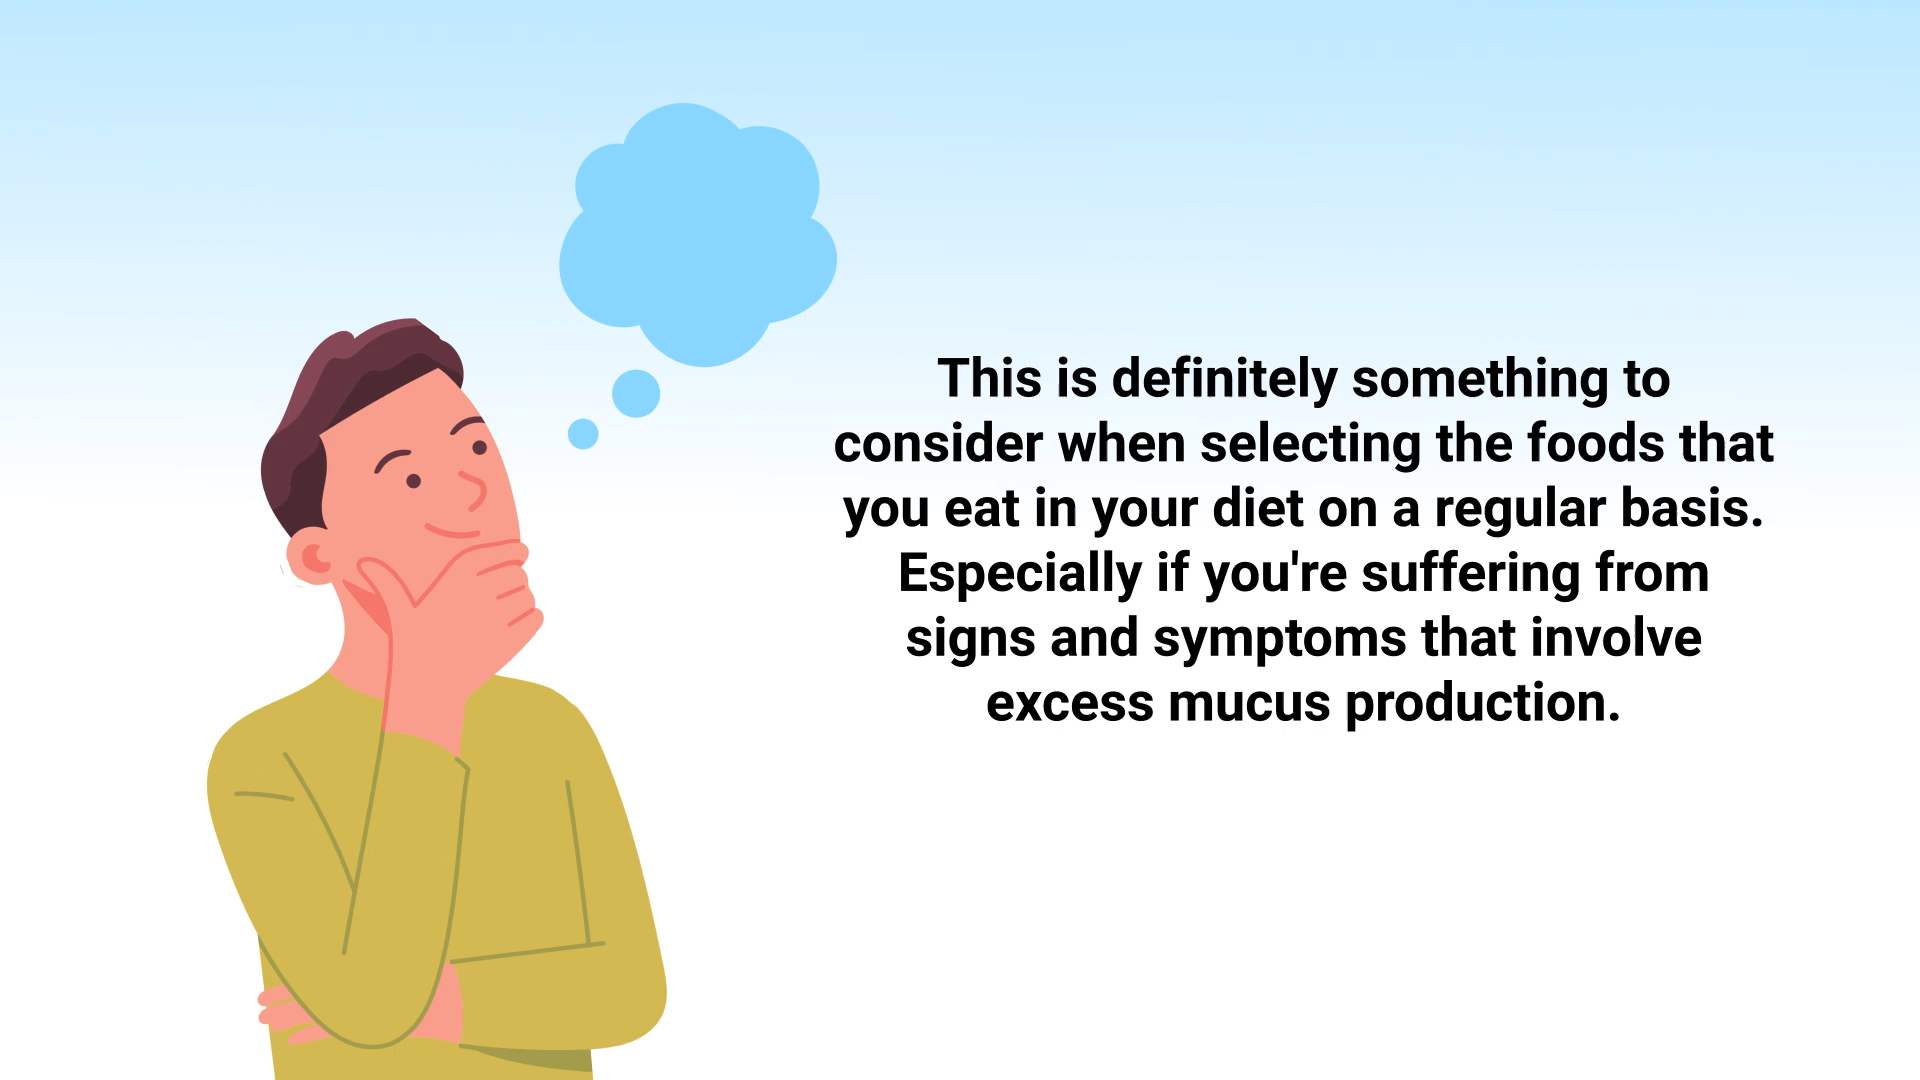 This is definitely something to
consider when selecting the foods that
you eat in your diet on a regular basis.
Especially if you're suffering from
signs and symptoms that involve
excess mucus production.